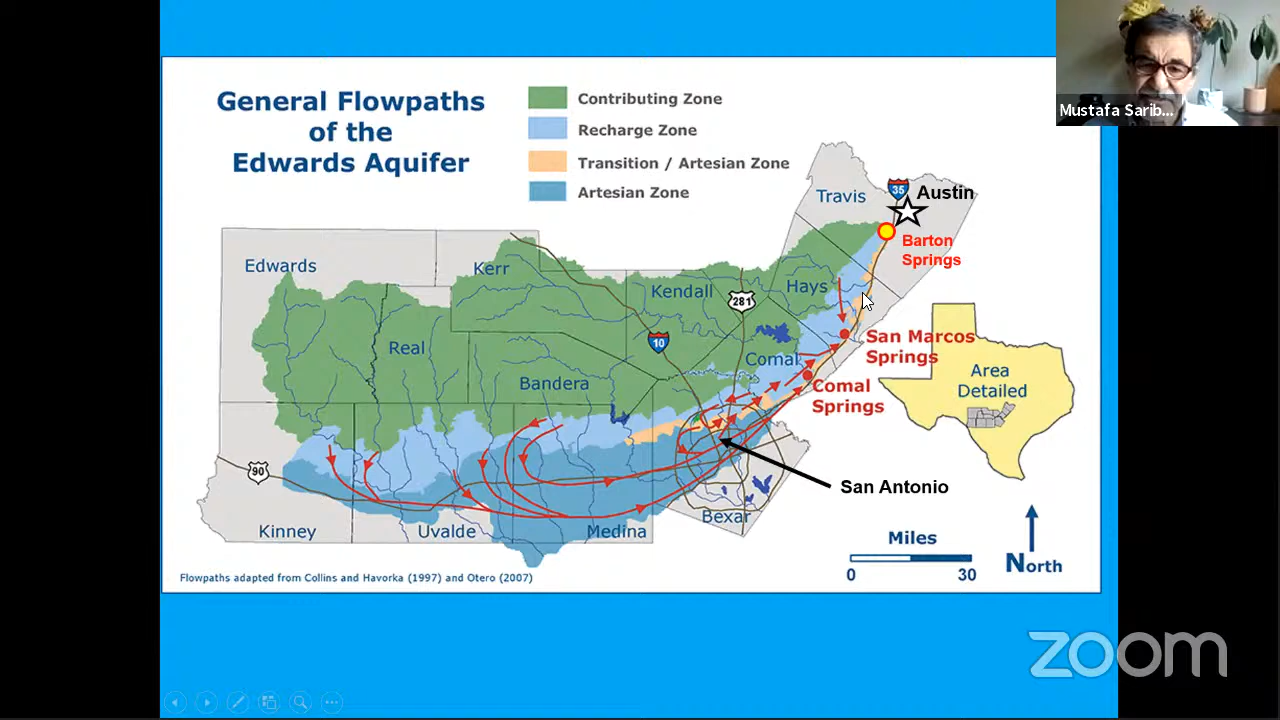 General Flowpaths
of the
Edwards Aquifer
Contributing Zone
Recharge Zone
Transition / Artesian Zone
Artesian Zone
Mustafa Sarib...
Travis
35
Austin
Barton
Springs
Edwards
Kerr
Kendall
281
Hays
10
Real
Bandera
Comal
San Marcos
Springs
Comal
Springs
Area
Detailed
90
San Antonio
Kinney
Uvalde
Medina
Bexar
Miles
0
30
North
Flowpaths adapted from Collins and Havorka (1997) and Otero (2007)
zoom